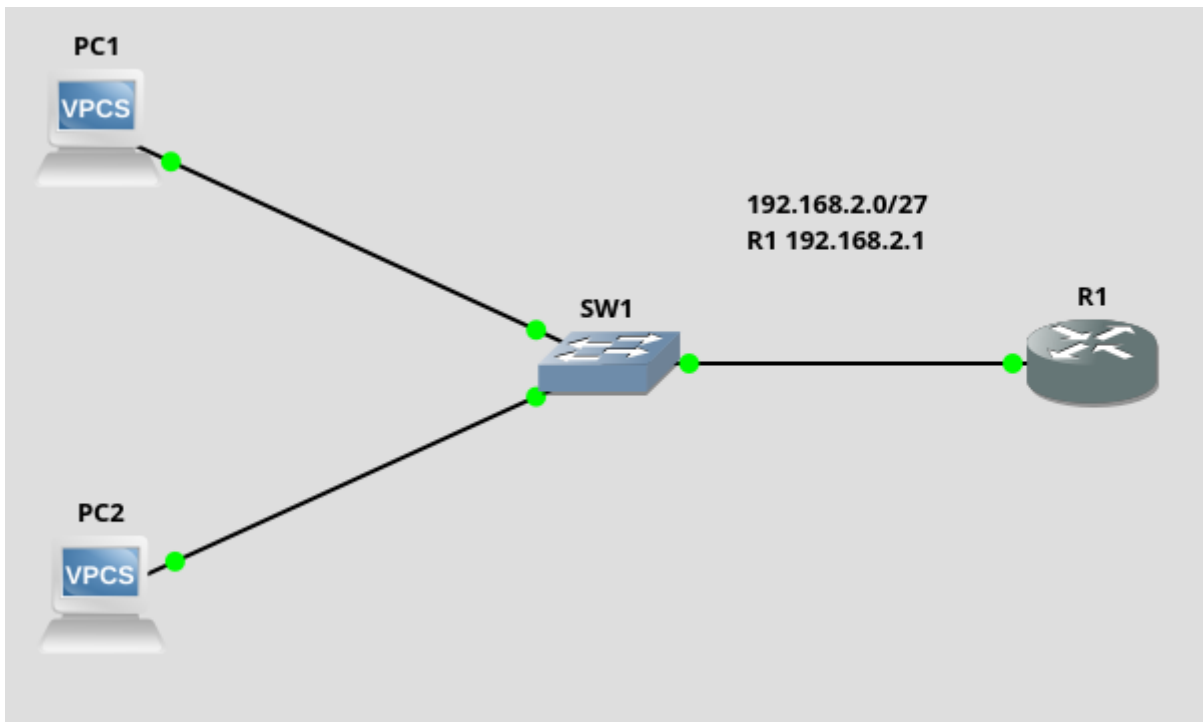 PC1
VPCS
192.168.2.0/27
R1 192.168.2.1
SW1
R1
PC2
VPCS